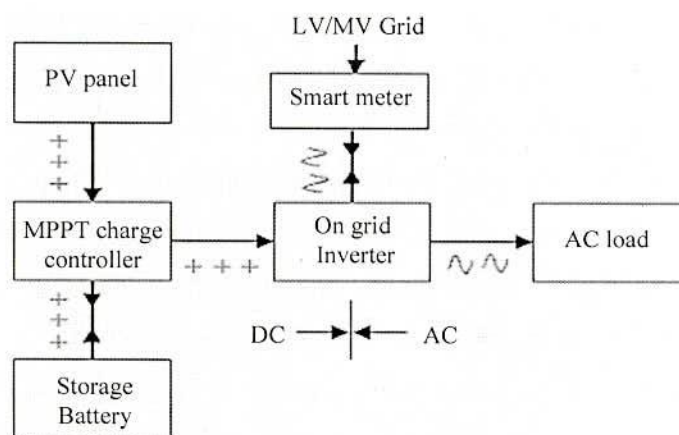 LV/MV Grid
PV panel
Smart meter
MPPT charge
controller
On grid
Inverter
AC load
DC
AC
Storage
Battery